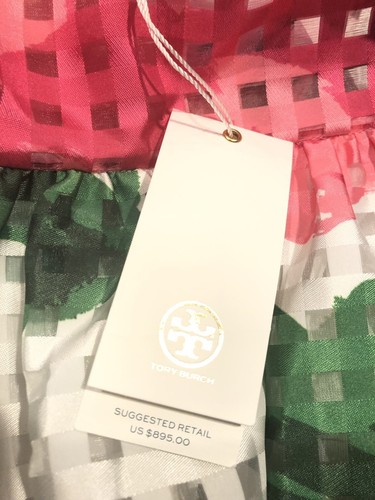 TORY BURCH
SUGGESTED RETAIL
US $895.00